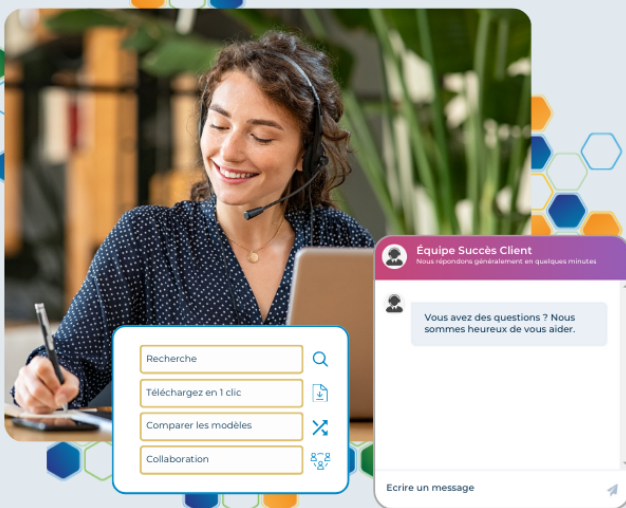 Recherche
Téléchargez en 1 clic
Comparer les modèles
Collaboration
Équipe Succès Client
Nous répondons généralement en quelques minutes
Vous avez des questions ? Nous
sommes heureux de vous aider.
Ecrire un message